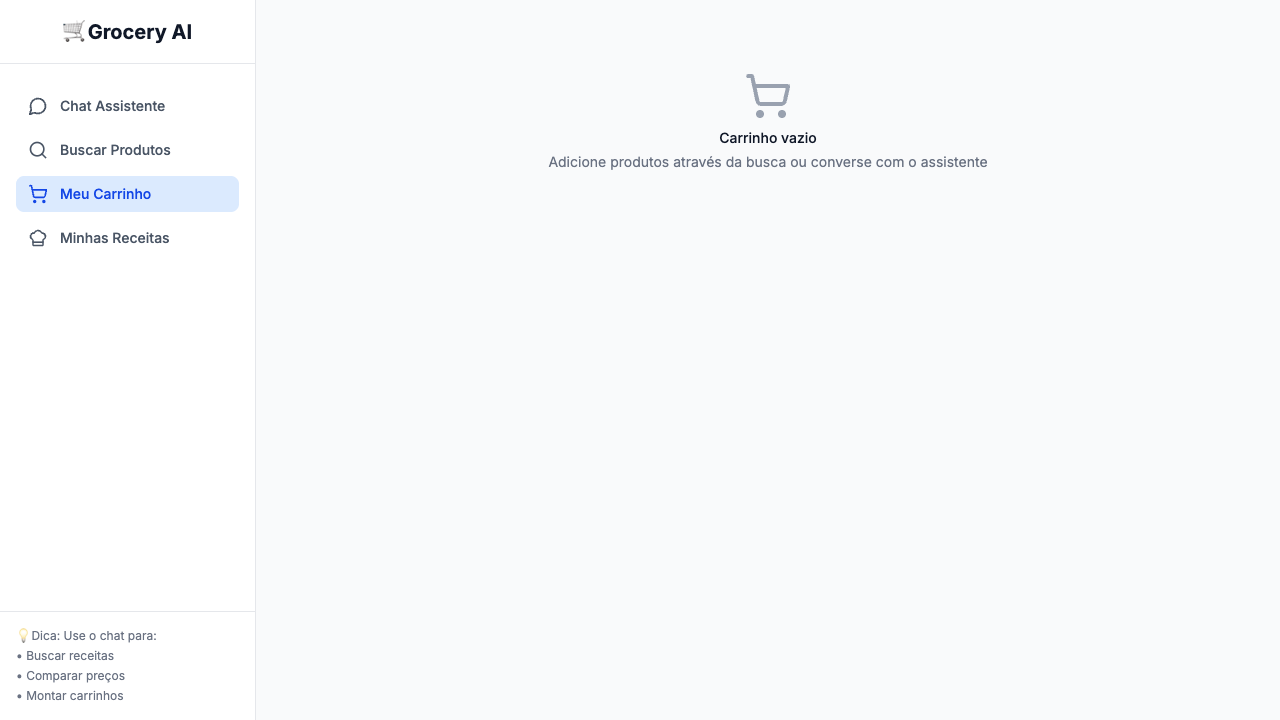 🛒 Grocery AI
Chat Assistente
Buscar Produtos
Meu Carrinho
Minhas Receitas
Carrinho vazio
Adicione produtos através da busca ou converse com o assistente
💡 Dica: Use o chat para:
• Buscar receitas
• Comparar preços
• Montar carrinhos